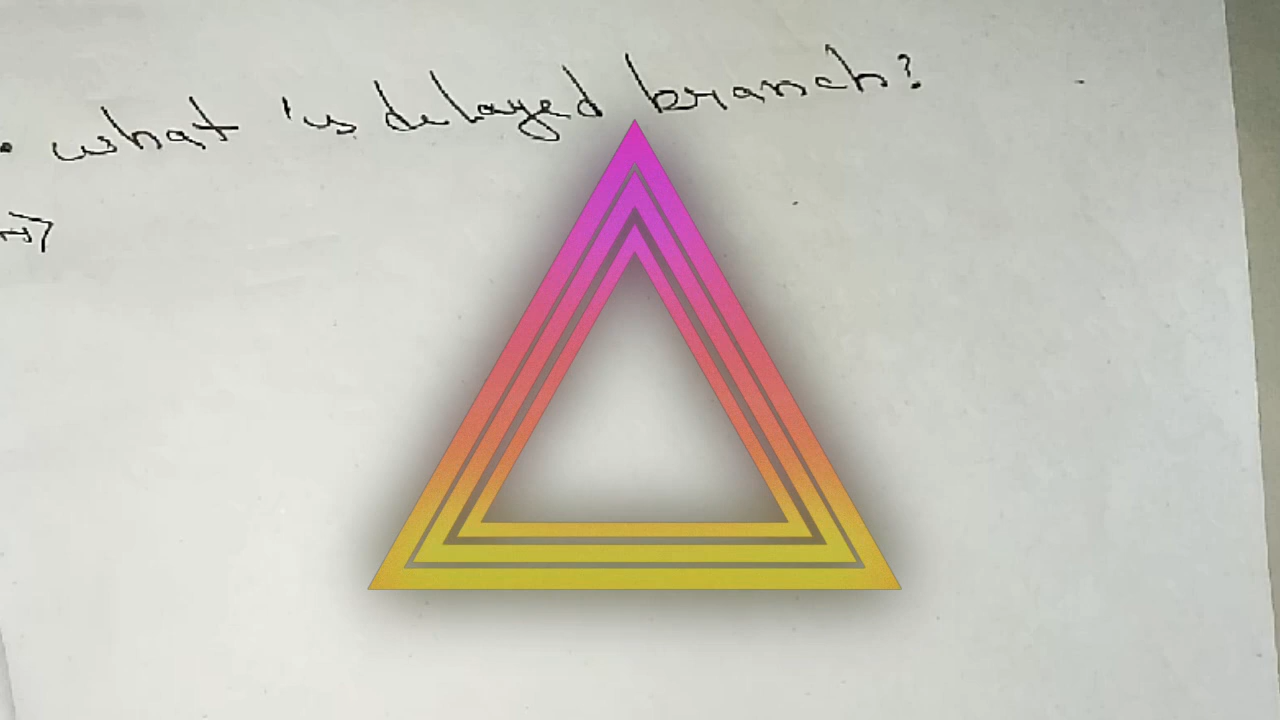 • what is delayed branch?